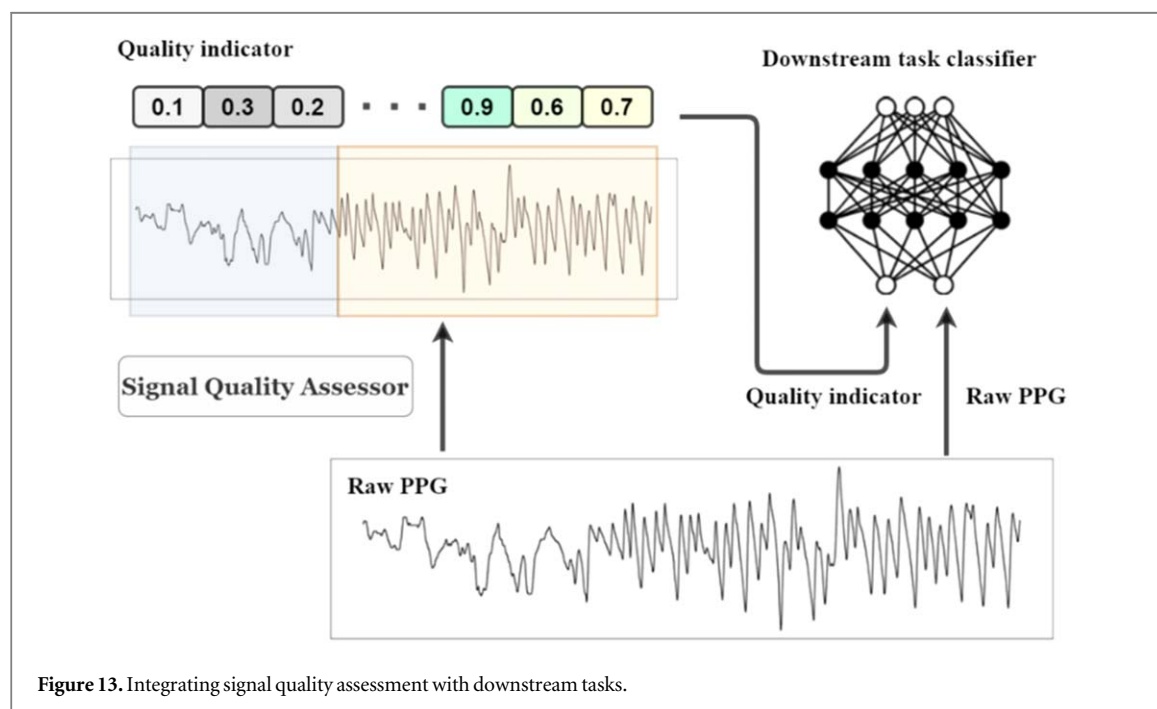 Quality indicator
Downstream task classifier
0.1 0.3 0.2 . . . 0.9 0.6 0.7
Signal Quality Assessor
Quality indicator
Raw PPG
Raw PPG
Figure 13. Integrating signal quality assessment with downstream tasks.